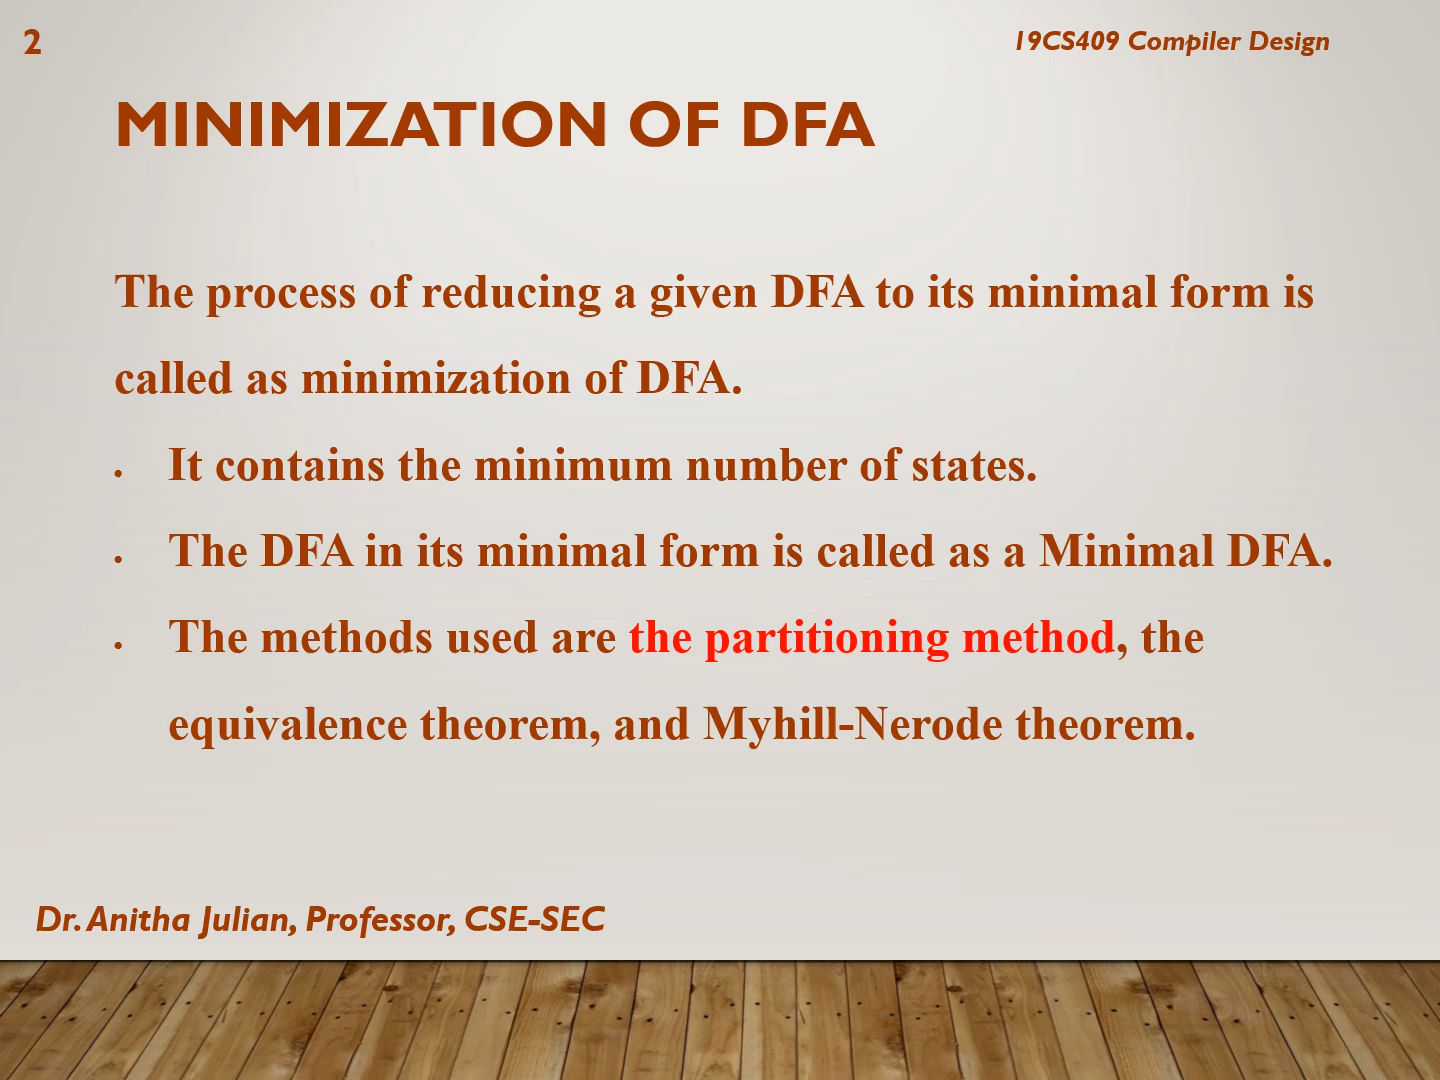 2
19CS409 Compiler Design
MINIMIZATION OF DFA
The process of reducing a given DFA to its minimal form is
called as minimization of DFA.
• It contains the minimum number of states.
• The DFA in its minimal form is called as a Minimal DFA.
• The methods used are the partitioning method, the
equivalence theorem, and Myhill-Nerode theorem.
Dr. Anitha Julian, Professor, CSE-SEC